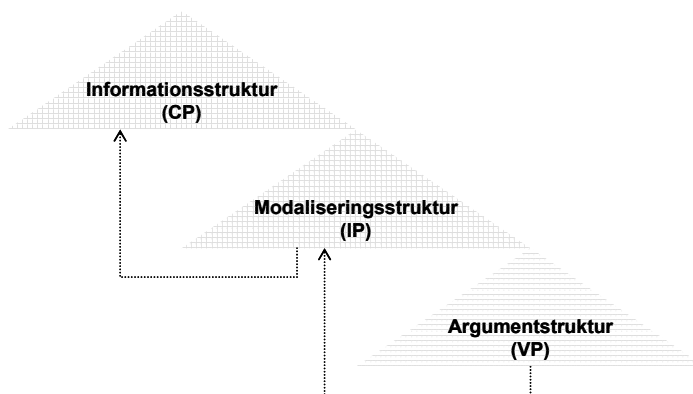 Informationsstruktur
(CP)
Modaliseringsstruktur
(IP)
Argumentstruktur
(VP)